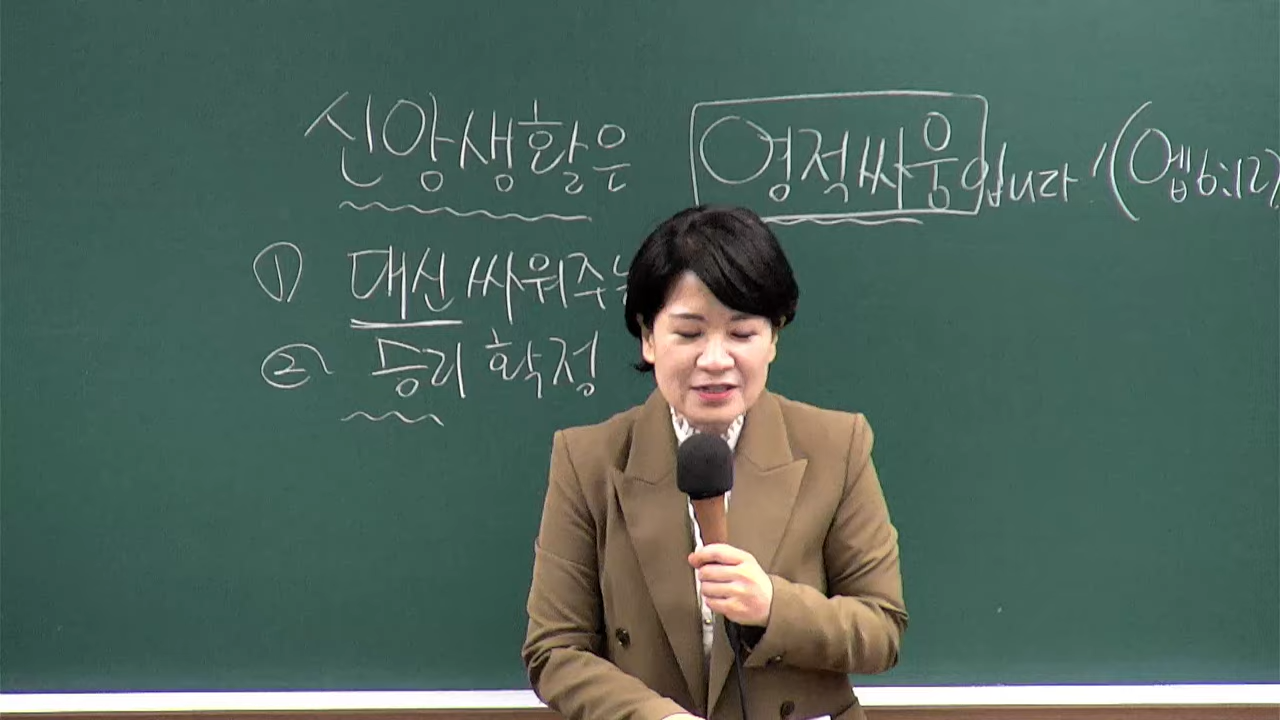 신앙생활은 영적싸움입니다! (엡6:12)
① 대신 싸워주
② 승리 확정